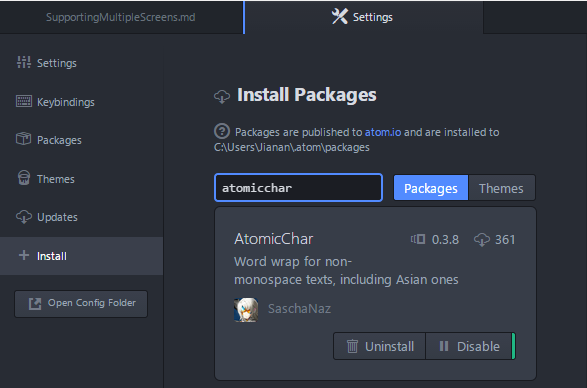 SupportingMultipleScreens.md
Settings
Settings
Keybindings
Packages
Themes
Updates
Install
Open Config Folder
Install Packages
Packages are published to atom.io and are installed to
C:\Users\Jianan\.atom\packages
atomicchar
Packages
Themes
AtomicChar
0.3.8
361
Word wrap for non-
monospace texts, including Asian ones
SaschaNaz
Uninstall
Disable